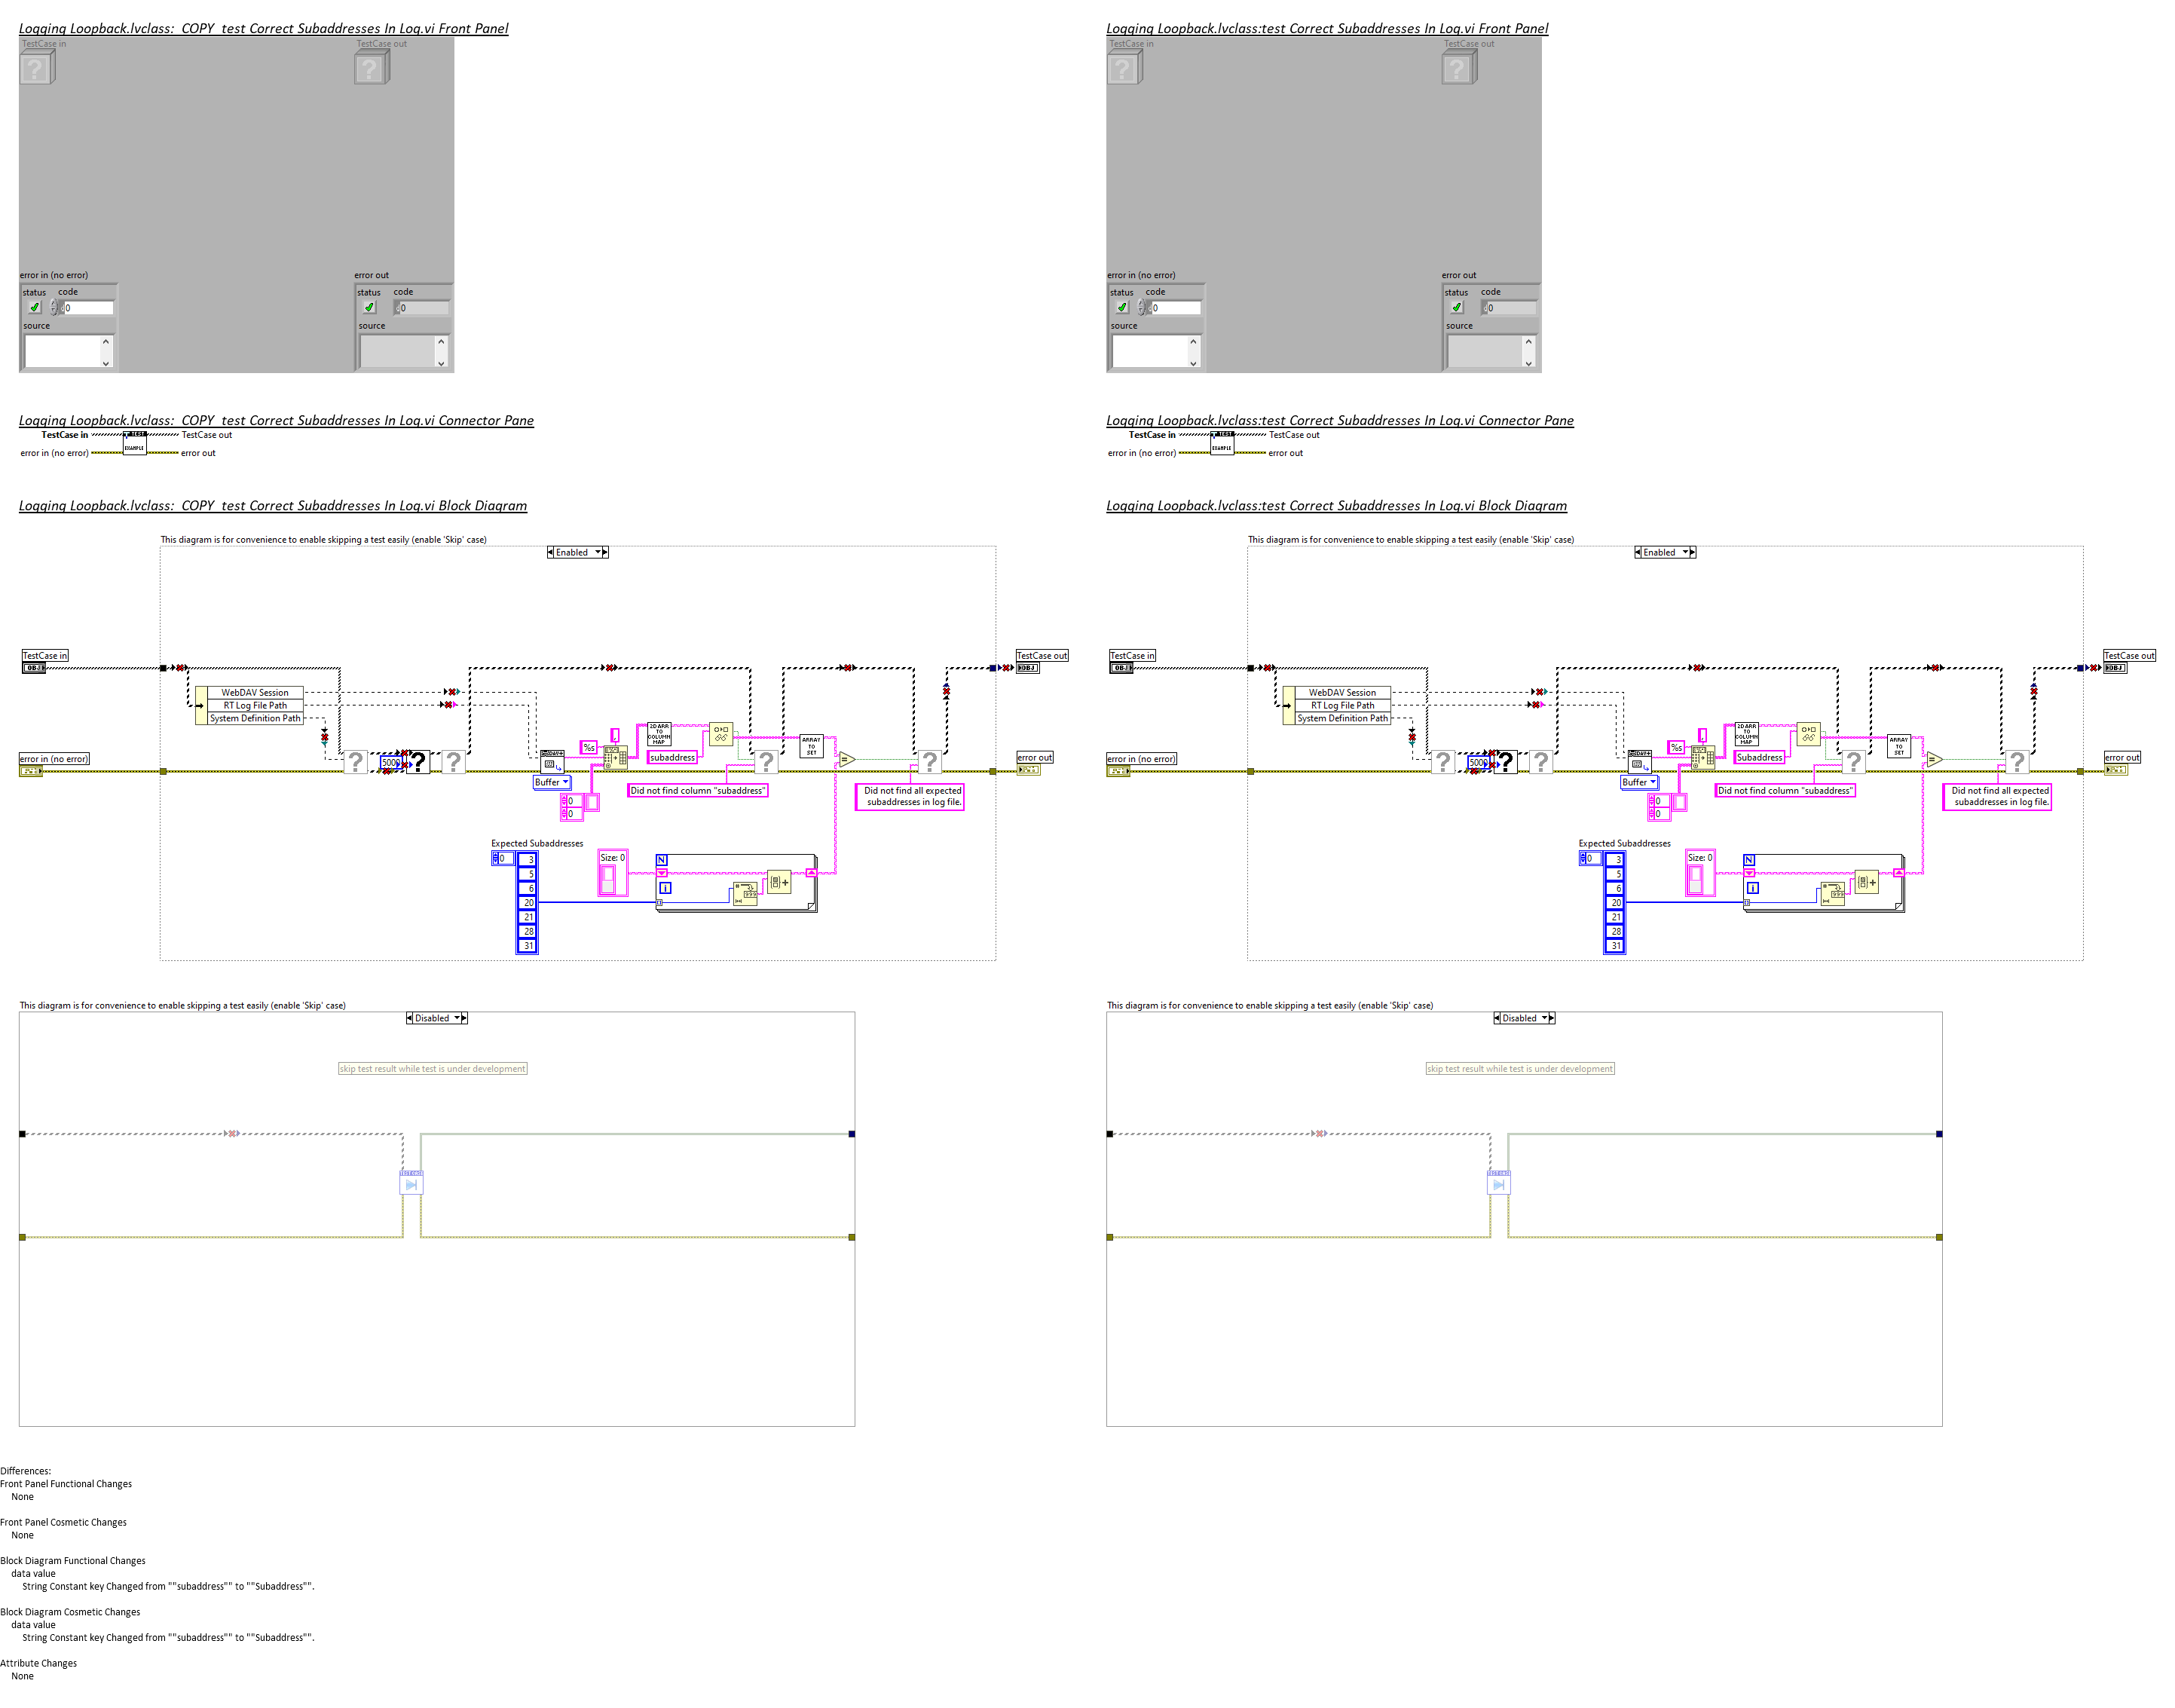 Logging Loopback.lvclass:  COPY  test Correct Subaddresses In Log.vi Front Panel
TestCase in
TestCase out
error in (no error)
status
code
0
source
error out
status
code
0
source
Logging Loopback.lvclass:test Correct Subaddresses In Log.vi Front Panel
TestCase in
TestCase out
error in (no error)
status
code
0
source
error out
status
code
0
source
Logging Loopback.lvclass:  COPY  test Correct Subaddresses In Log.vi Connector Pane
TestCase in
TEST
EXAMPLE
TestCase out
error in (no error)
error out
Logging Loopback.lvclass:test Correct Subaddresses In Log.vi Connector Pane
TestCase in
TEST
EXAMPLE
TestCase out
error in (no error)
error out
Logging Loopback.lvclass:  COPY  test Correct Subaddresses In Log.vi Block Diagram
This diagram is for convenience to enable skipping a test easily (enable 'Skip' case)
Enabled
TestCase in
OBJ
TestCase out
OBJ
WebDAV Session
RT Log File Path
System Definition Path
error in (no error)
error out
5000
Buffer
%s
2D ARR
TO
COLUMN
MAP
subaddress
ARRAY
TO
SET
0
0
Did not find column "subaddress"
Did not find all expected
subaddresses in log file.
Expected Subaddresses
0
3
5
6
20
21
28
31
Size: 0
N
i
Logging Loopback.lvclass:test Correct Subaddresses In Log.vi Block Diagram
This diagram is for convenience to enable skipping a test easily (enable 'Skip' case)
Enabled
TestCase in
OBJ
TestCase out
OBJ
WebDAV Session
RT Log File Path
System Definition Path
error in (no error)
error out
5000
Buffer
%s
2D ARR
TO
COLUMN
MAP
Subaddress
ARRAY
TO
SET
0
0
Did not find column "subaddress"
Did not find all expected
subaddresses in log file.
Expected Subaddresses
0
3
5
6
20
21
28
31
Size: 0
N
i
This diagram is for convenience to enable skipping a test easily (enable 'Skip' case)
Disabled
skip test result while test is under development
This diagram is for convenience to enable skipping a test easily (enable 'Skip' case)
Disabled
skip test result while test is under development
Differences:
Front Panel Functional Changes
None
Front Panel Cosmetic Changes
None
Block Diagram Functional Changes
data value
String Constant key Changed from ""subaddress"" to ""Subaddress"".
Block Diagram Cosmetic Changes
data value
String Constant key Changed from ""subaddress"" to ""Subaddress"".
Attribute Changes
None